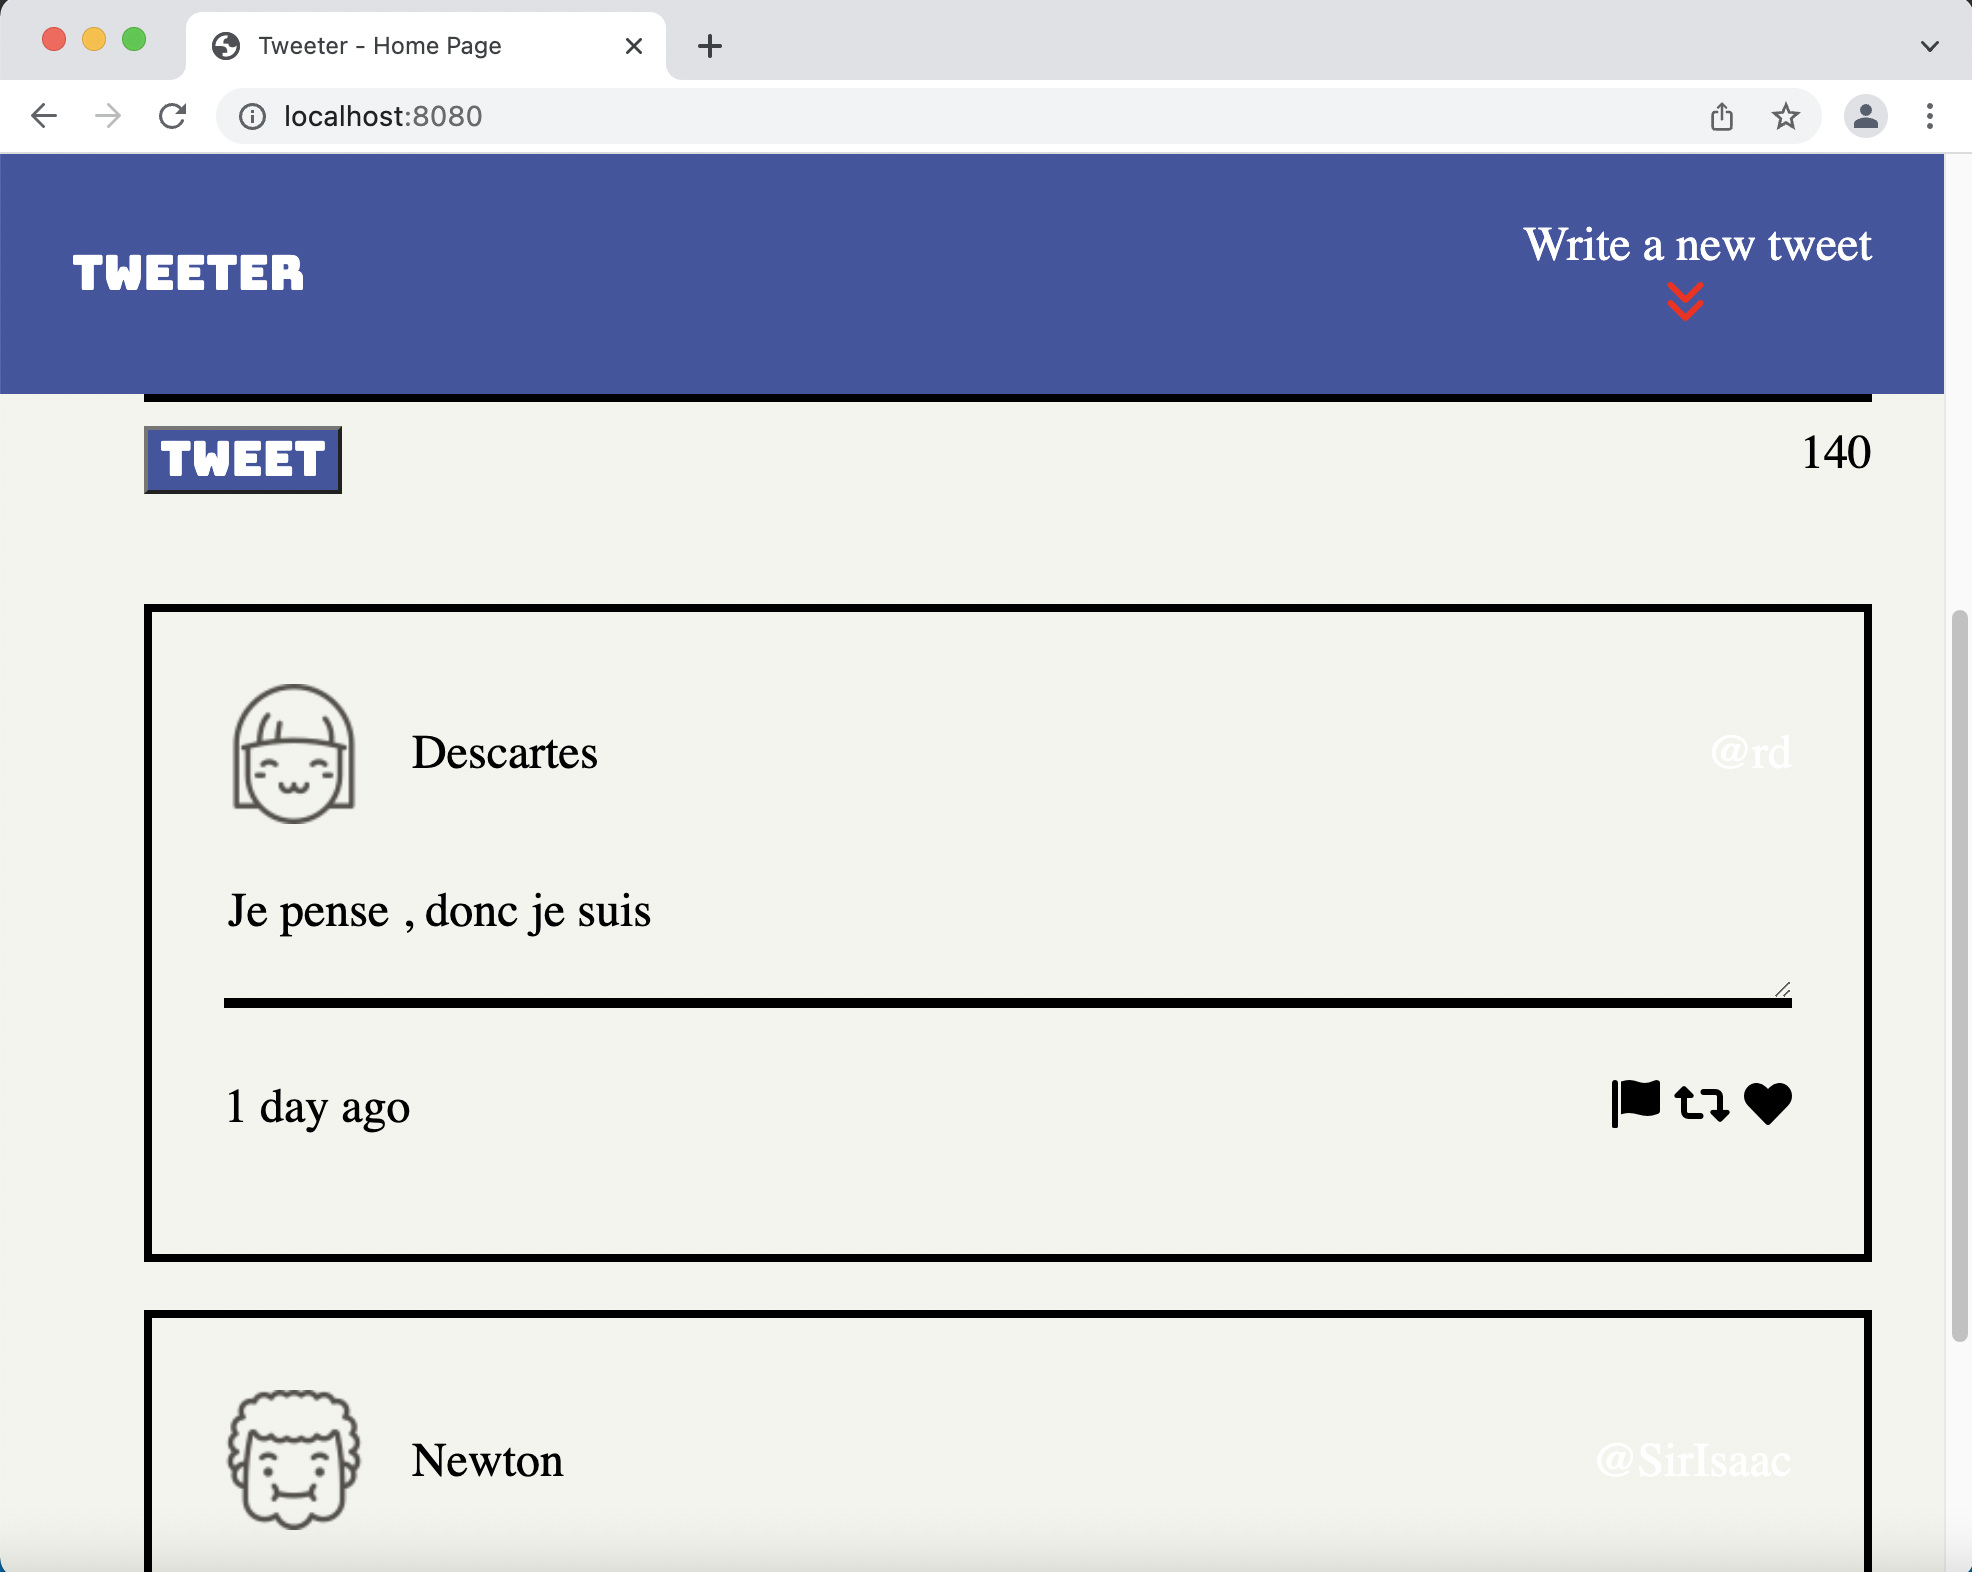 Tweeter - Home Page
localhost:8080
TWEETER
Write a new tweet
TWEET
140
Descartes
@rd
Je pense , donc je suis
1 day ago
Newton
@SirIsaac